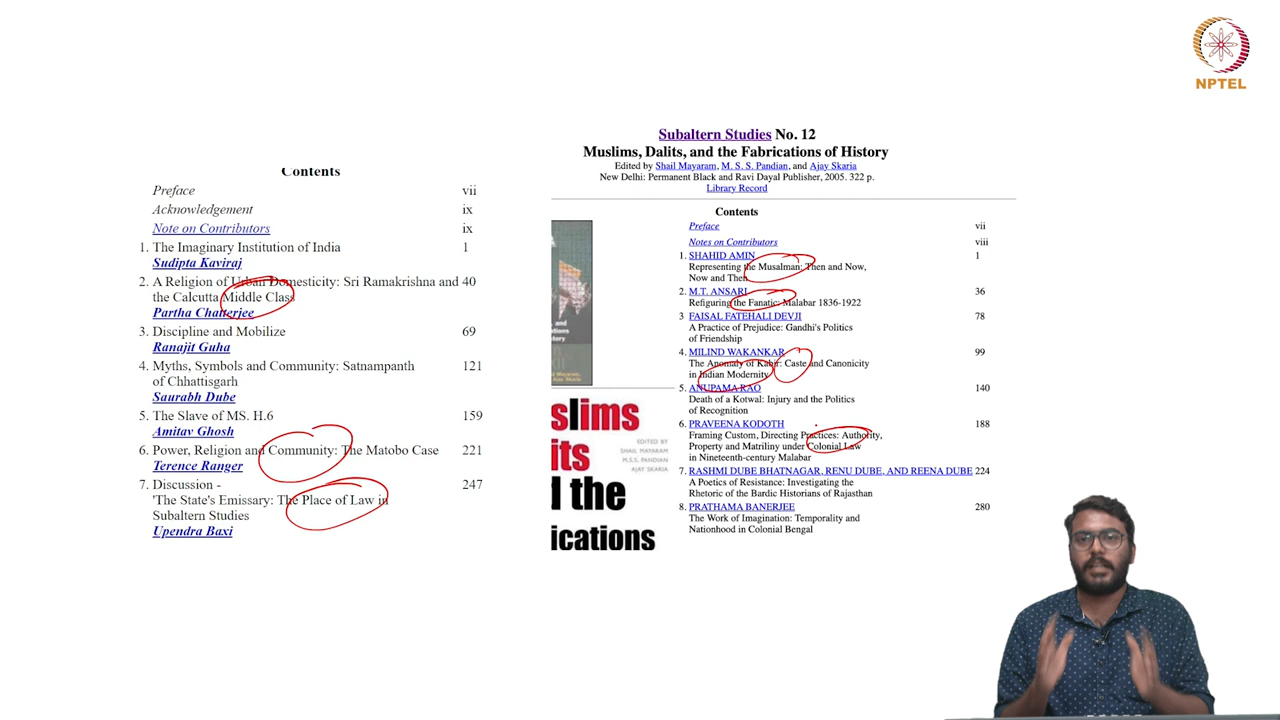 NPTEL
Contents
Preface vii
Acknowledgement ix
Note on Contributors ix
1. The Imaginary Institution of India 1
Sudipta Kaviraj
2. A Religion of Urban Domesticity: Sri Ramakrishna and 40
the Calcutta Middle Class
Partha Chatterjee
3. Discipline and Mobilize 69
Ranajit Guha
4. Myths, Symbols and Community: Satnampanth 121
of Chhattisgarh
Saurabh Dube
5. The Slave of MS. H.6 159
Amitav Ghosh
6. Power, Religion and Community: The Matobo Case 221
Terence Ranger
7. Discussion - 247
'The State's Emissary: The Place of Law in
Subaltern Studies
Upendra Baxi
Subaltern Studies No. 12
Muslims, Dalits, and the Fabrications of History
Edited by Shail Mayaram, M. S. S. Pandian, and Ajay Skaria
New Delhi: Permanent Black and Ravi Dayal Publisher, 2005. 322 p.
Library Record
Contents
Preface vii
Notes on Contributors viii
1. SHAHID AMIN 1
Representing the Musalman: Then and Now,
Now and Then
2. M.T. ANSARI 36
Refiguring the Fanatic: Malabar 1836-1922
3 FAISAL FATEHALI DEVJI 78
A Practice of Prejudice: Gandhi's Politics
of Friendship
4. MILIND WAKANKAR 99
The Anomaly of Kabir: Caste and Canonicity
in Indian Modernity
5. ANUPAMA RAO 140
Death of a Kotwal: Injury and the Politics
of Recognition
6. PRAVEENA KODOTH 188
Framing Custom, Directing Practices: Authority,
Property and Matriliny under Colonial Law
in Nineteenth-century Malabar
7. RASHMI DUBE BHATNAGAR, RENU DUBE, AND REENA DUBE 224
A Poetics of Resistance: Investigating the
Rhetoric of the Bardic Historians of Rajasthan
8. PRATHAMA BANERJEE 280
The Work of Imagination: Temporality and
Nationhood in Colonial Bengal
slims
its
EDITED BY
SHAIL MAYARAM
M.S.S. PANDIAN
AJAY SKARIA
l the
ications